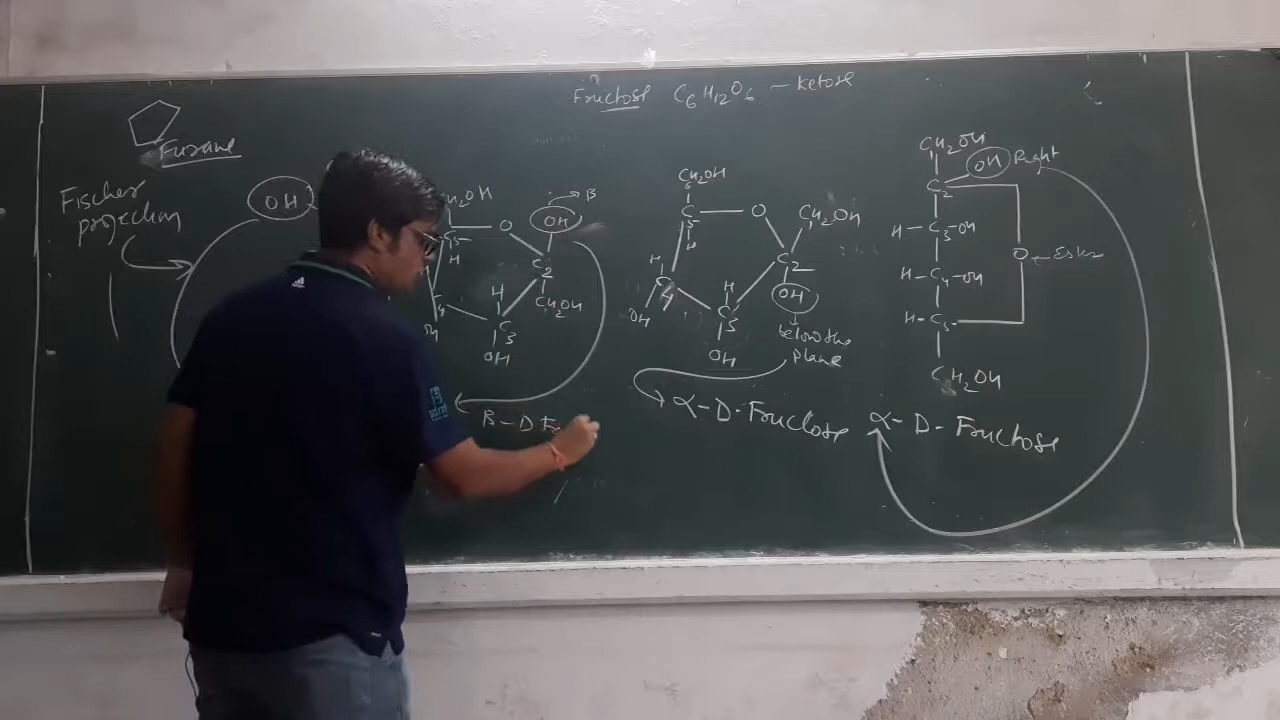 Fructose C6H12O6 - ketose
Furane
Fischer
projection
OH
CH2OH
C5
H
O
OH
B
C2
CH2OH
H
C3
OH
B-D-F
CH2OH
6
C5
H
O
CH2OH
C2
OH
below the
plane
H
C4
OH
H
C3
OH
α-D-Fructose
CH2OH
OH Right
C2
H-C3-OH
O ← Ester
H-C4-OH
H-C5-
CH2OH
α-D-Fructose